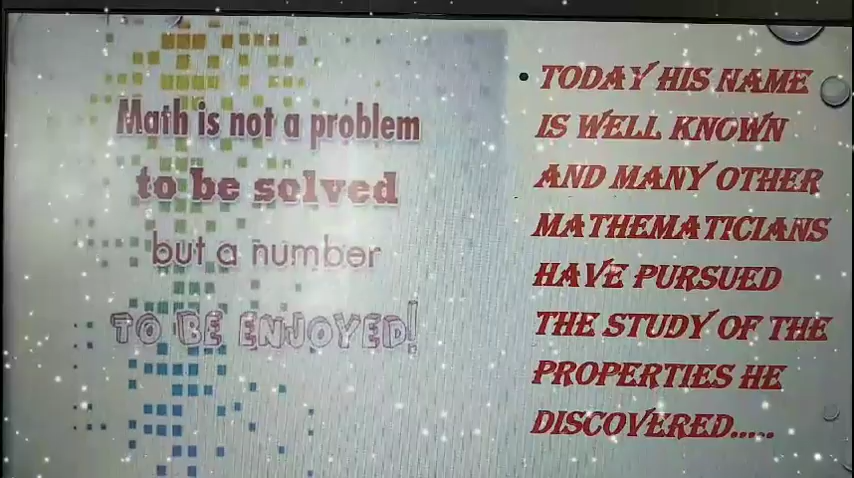 Math is not a problem
to be solved
but a number
TO BE ENJOYED!
• TODAY HIS NAME
IS WELL KNOWN
AND MANY OTHER
MATHEMATICIANS
HAVE PURSUED
THE STUDY OF THE
PROPERTIES HE
DISCOVERED.....